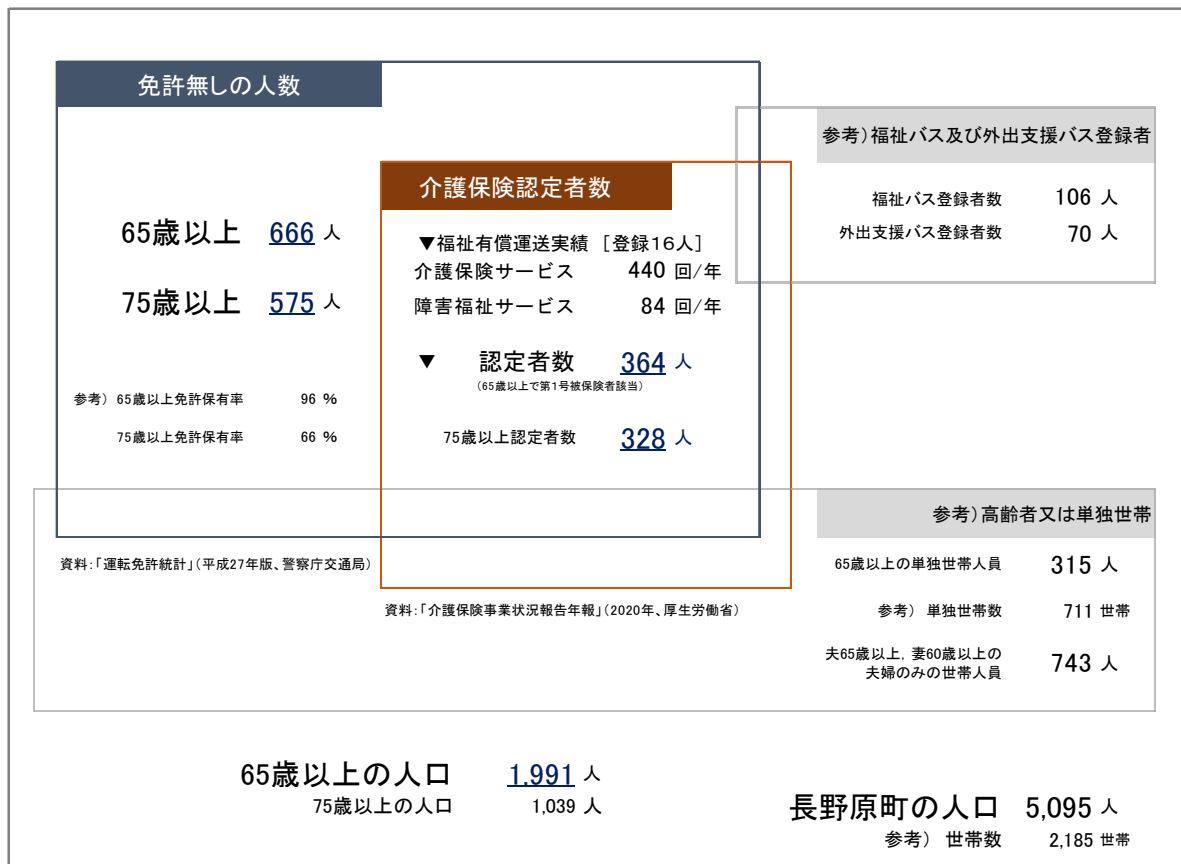 免許無しの人数
65歳以上 666 人
75歳以上 575 人
参考）65歳以上免許保有率 96 %
75歳以上免許保有率 66 %
介護保険認定者数
▼福祉有償運送実績 ［登録16人］
介護保険サービス 440 回/年
障害福祉サービス 84 回/年
▼ 認定者数 364 人
（65歳以上で第1号被保険者該当）
75歳以上認定者数 328 人
参考）福祉バス及び外出支援バス登録者
福祉バス登録者数 106 人
外出支援バス登録者数 70 人
資料：「運転免許統計」（平成27年版、警察庁交通局）
資料：「介護保険事業状況報告年報」（2020年、厚生労働省）
参考）高齢者又は単独世帯
65歳以上の単独世帯人員 315 人
参考） 単独世帯数 711 世帯
夫65歳以上，妻60歳以上の
夫婦のみの世帯人員 743 人
65歳以上の人口 1,991 人
75歳以上の人口 1,039 人
長野原町の人口 5,095 人
参考） 世帯数 2,185 世帯